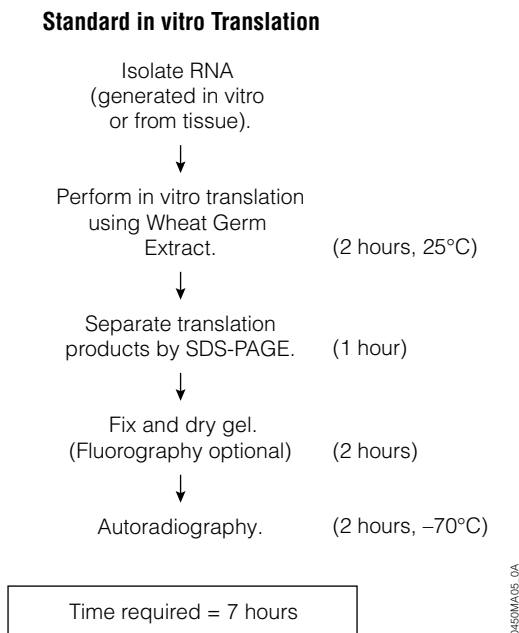 Standard in vitro Translation
Isolate RNA
(generated in vitro
or from tissue).
Perform in vitro translation
using Wheat Germ
Extract. (2 hours, 25°C)
Separate translation
products by SDS-PAGE. (1 hour)
Fix and dry gel.
(Fluorography optional) (2 hours)
Autoradiography. (2 hours, –70°C)
Time required = 7 hours
0450MA05_0A